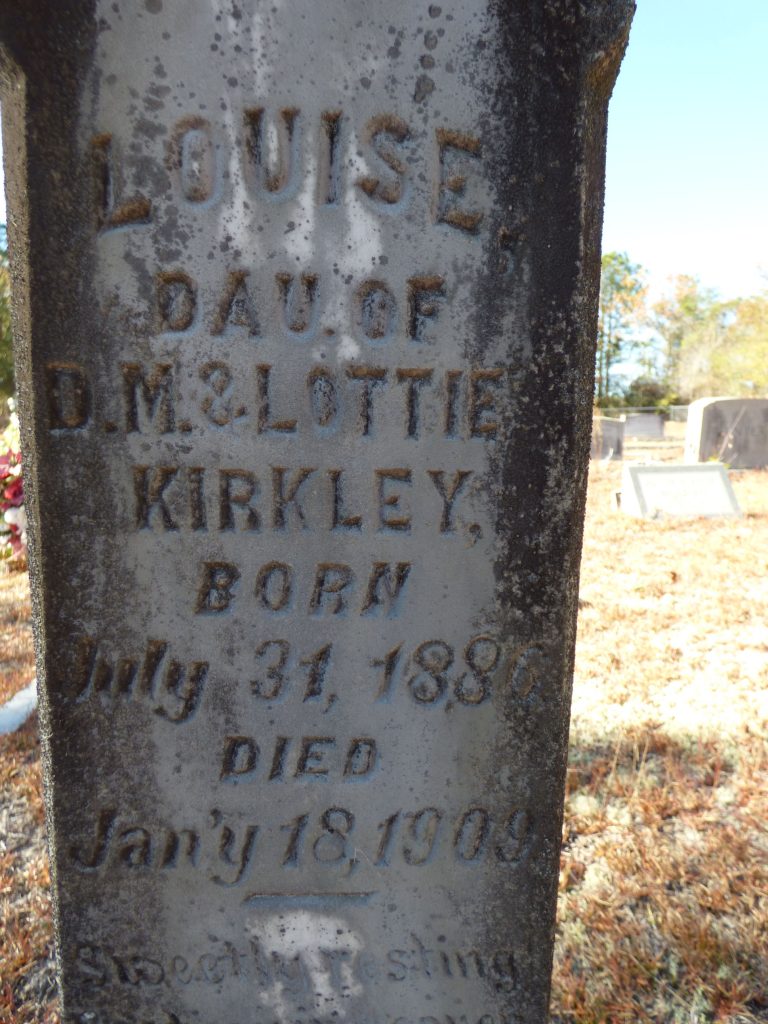 LOUISE,
DAU. OF
D.M. & LOTTIE
KIRKLEY,
BORN
July 31, 1886
DIED
Jan'y 18, 1909
Sweetly resting